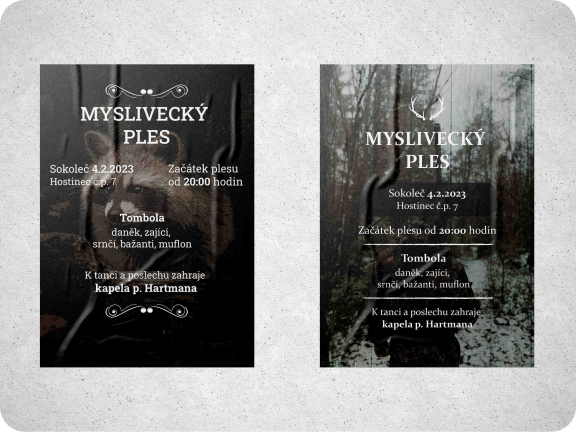 MYSLIVECKÝ
PLES
Sokoleč 4.2.2023
Hostinec č.p. 7
Začátek plesu
od 20:00 hodin
Tombola
daněk, zajíci,
srnčí, bažanti, muflon
K tanci a poslechu zahraje
kapela p. Hartmana
MYSLIVECKÝ
PLES
Sokoleč 4.2.2023
Hostinec č.p. 7
Začátek plesu od 20:00 hodin
Tombola
daněk, zajíci,
srnčí, bažanti, muflon
K tanci a poslechu zahraje
kapela p. Hartmana